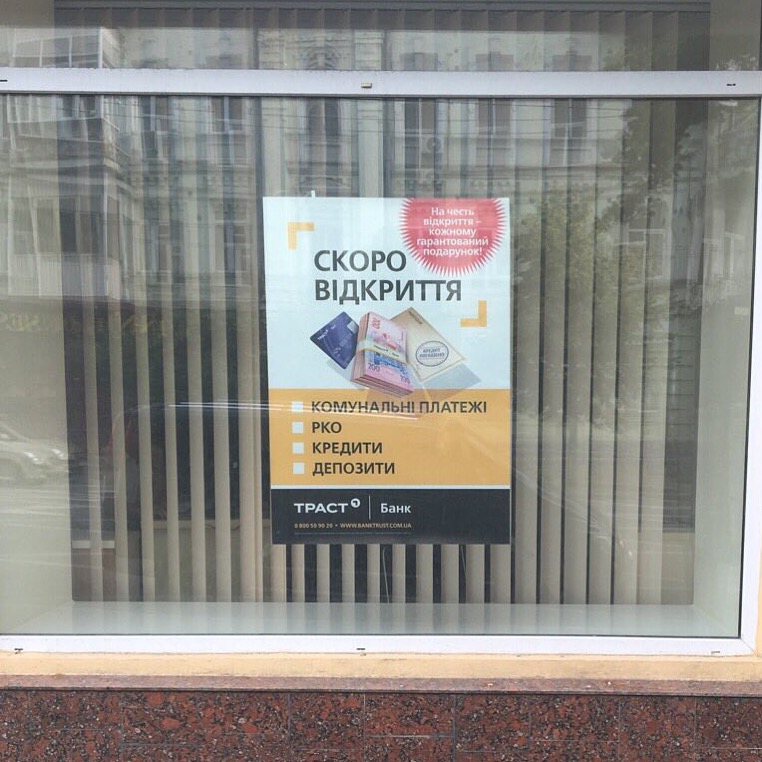 На честь
відкриття –
кожному
гарантований
подарунок!
СКОРО
ВІДКРИТТЯ
КОМУНАЛЬНІ ПЛАТЕЖІ
РКО
КРЕДИТИ
ДЕПОЗИТИ
ТРАСТ Банк
0 800 50 90 20 • WWW.BANKTRUST.COM.UA